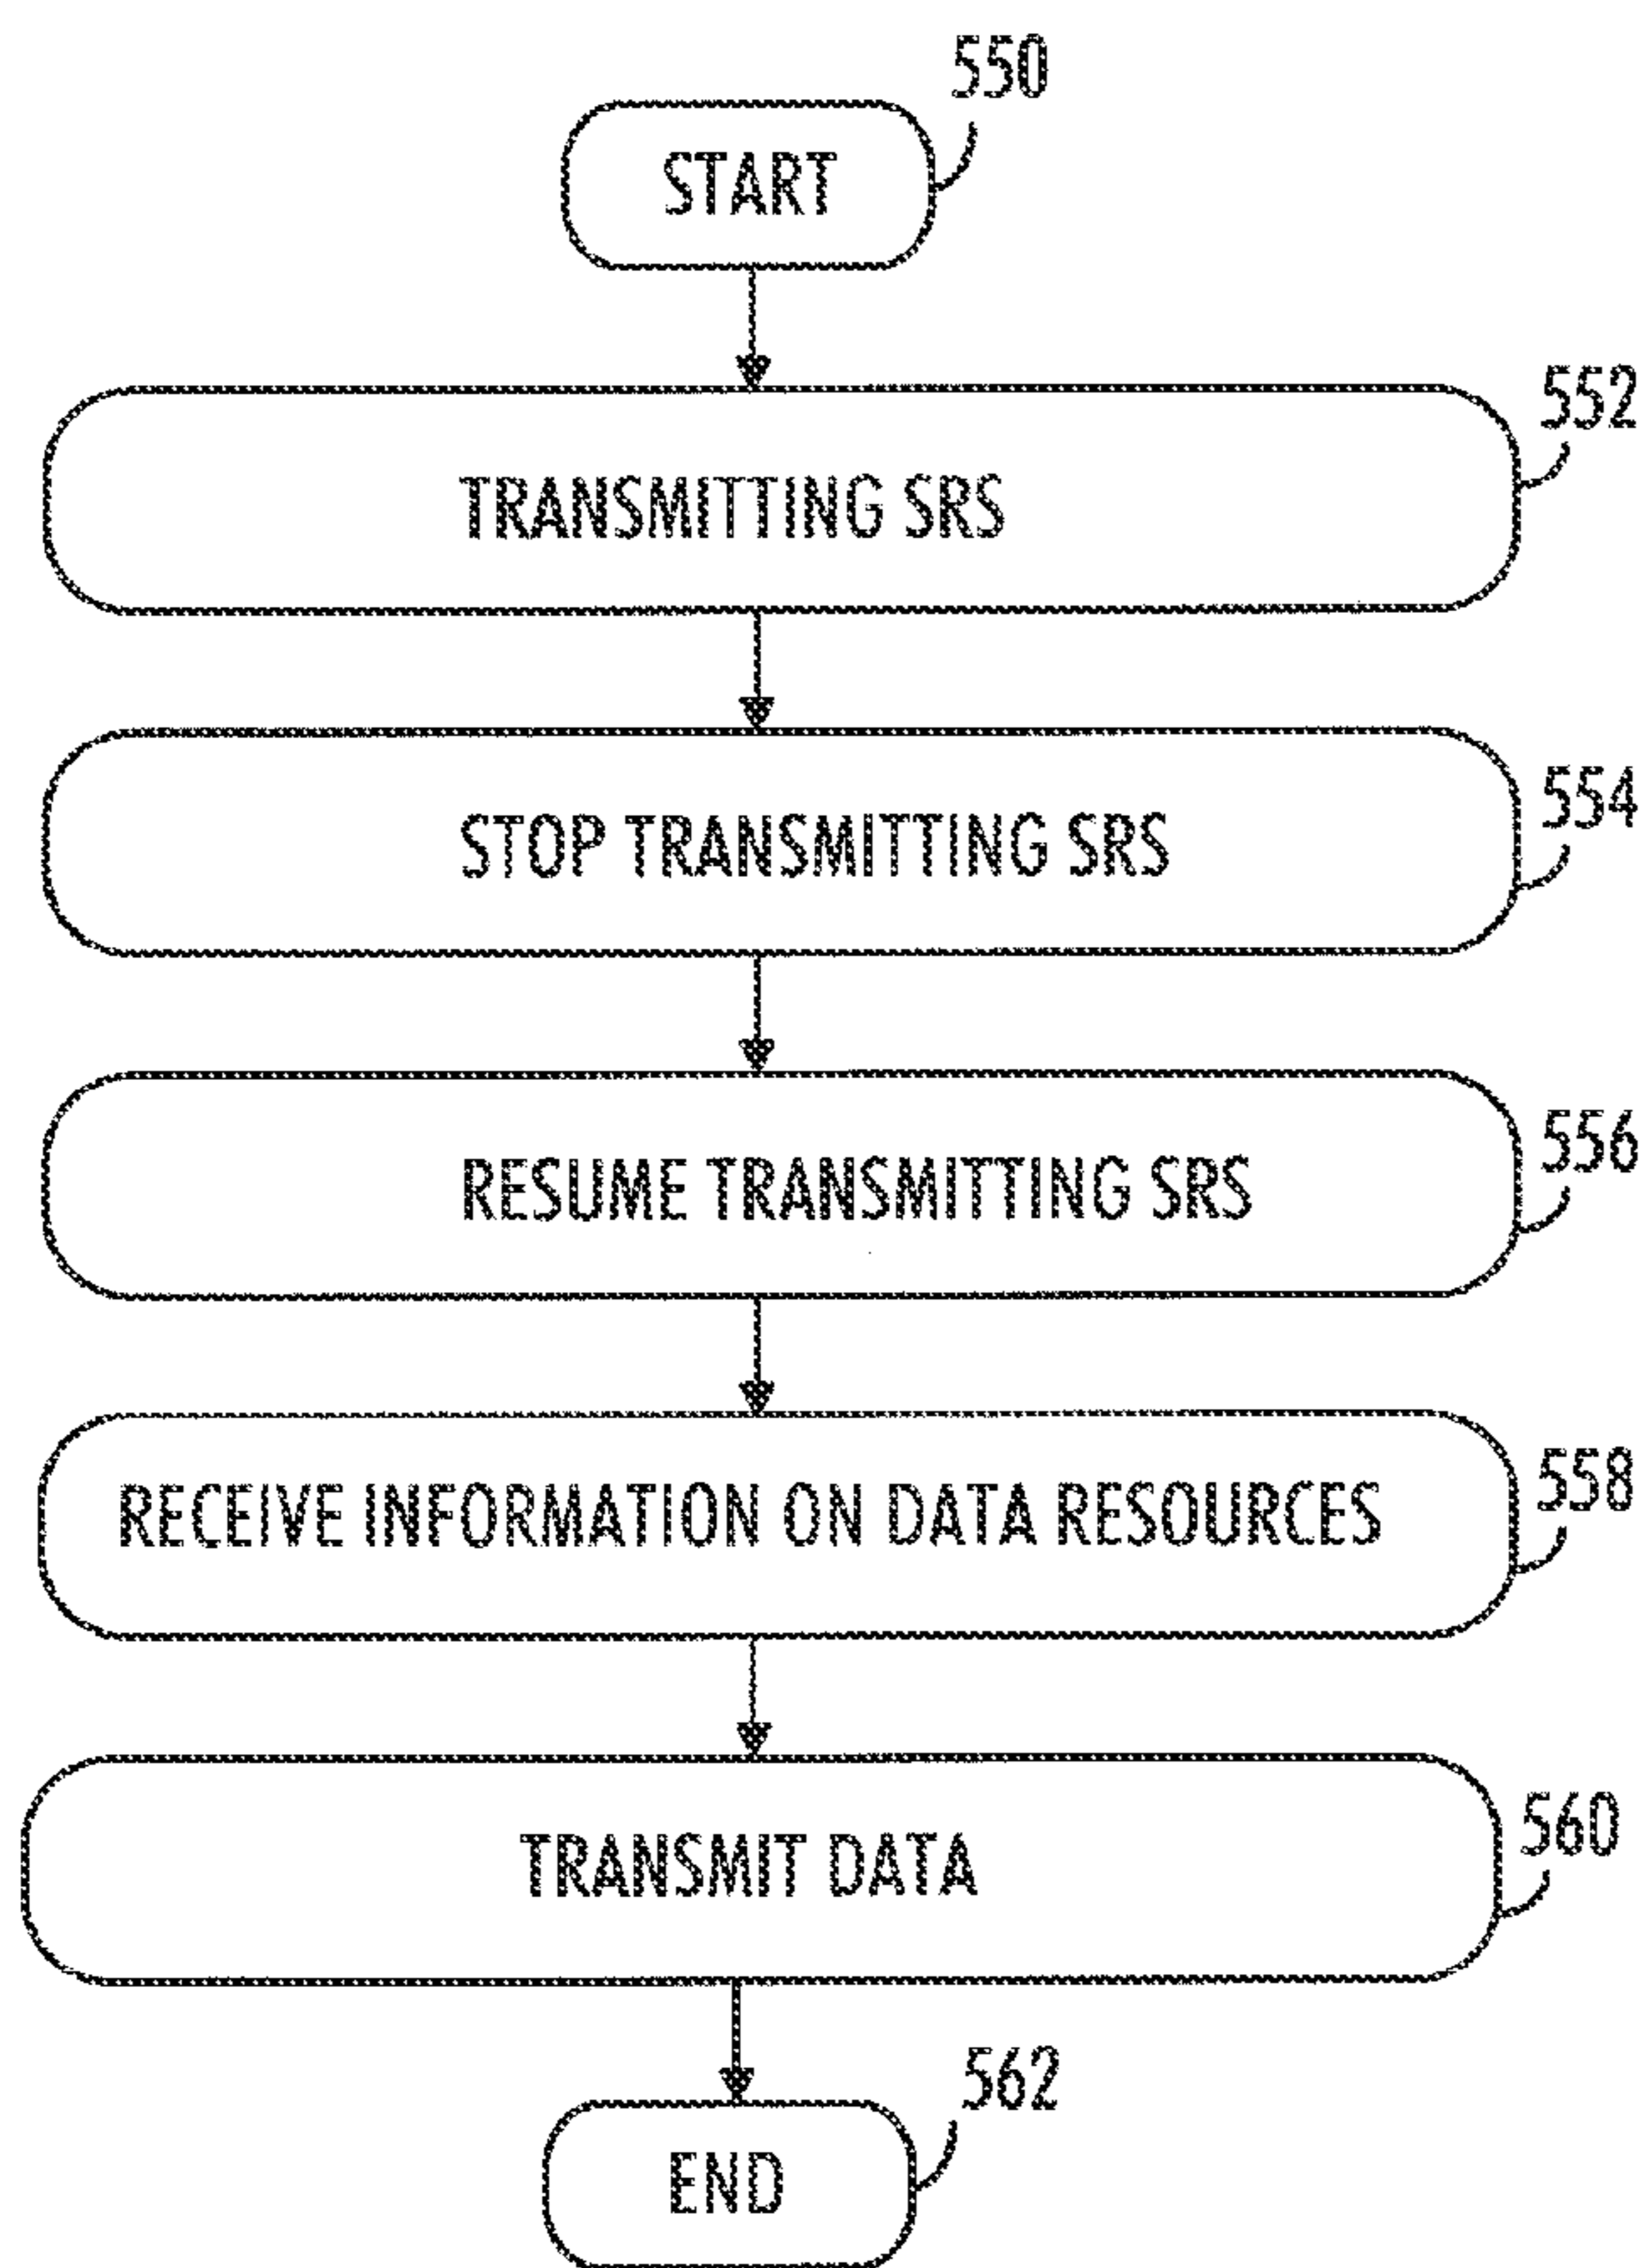 550
START
552
TRANSMITTING SRS
554
STOP TRANSMITTING SRS
556
RESUME TRANSMITTING SRS
558
RECEIVE INFORMATION ON DATA RESOURCES
560
TRANSMIT DATA
562
END